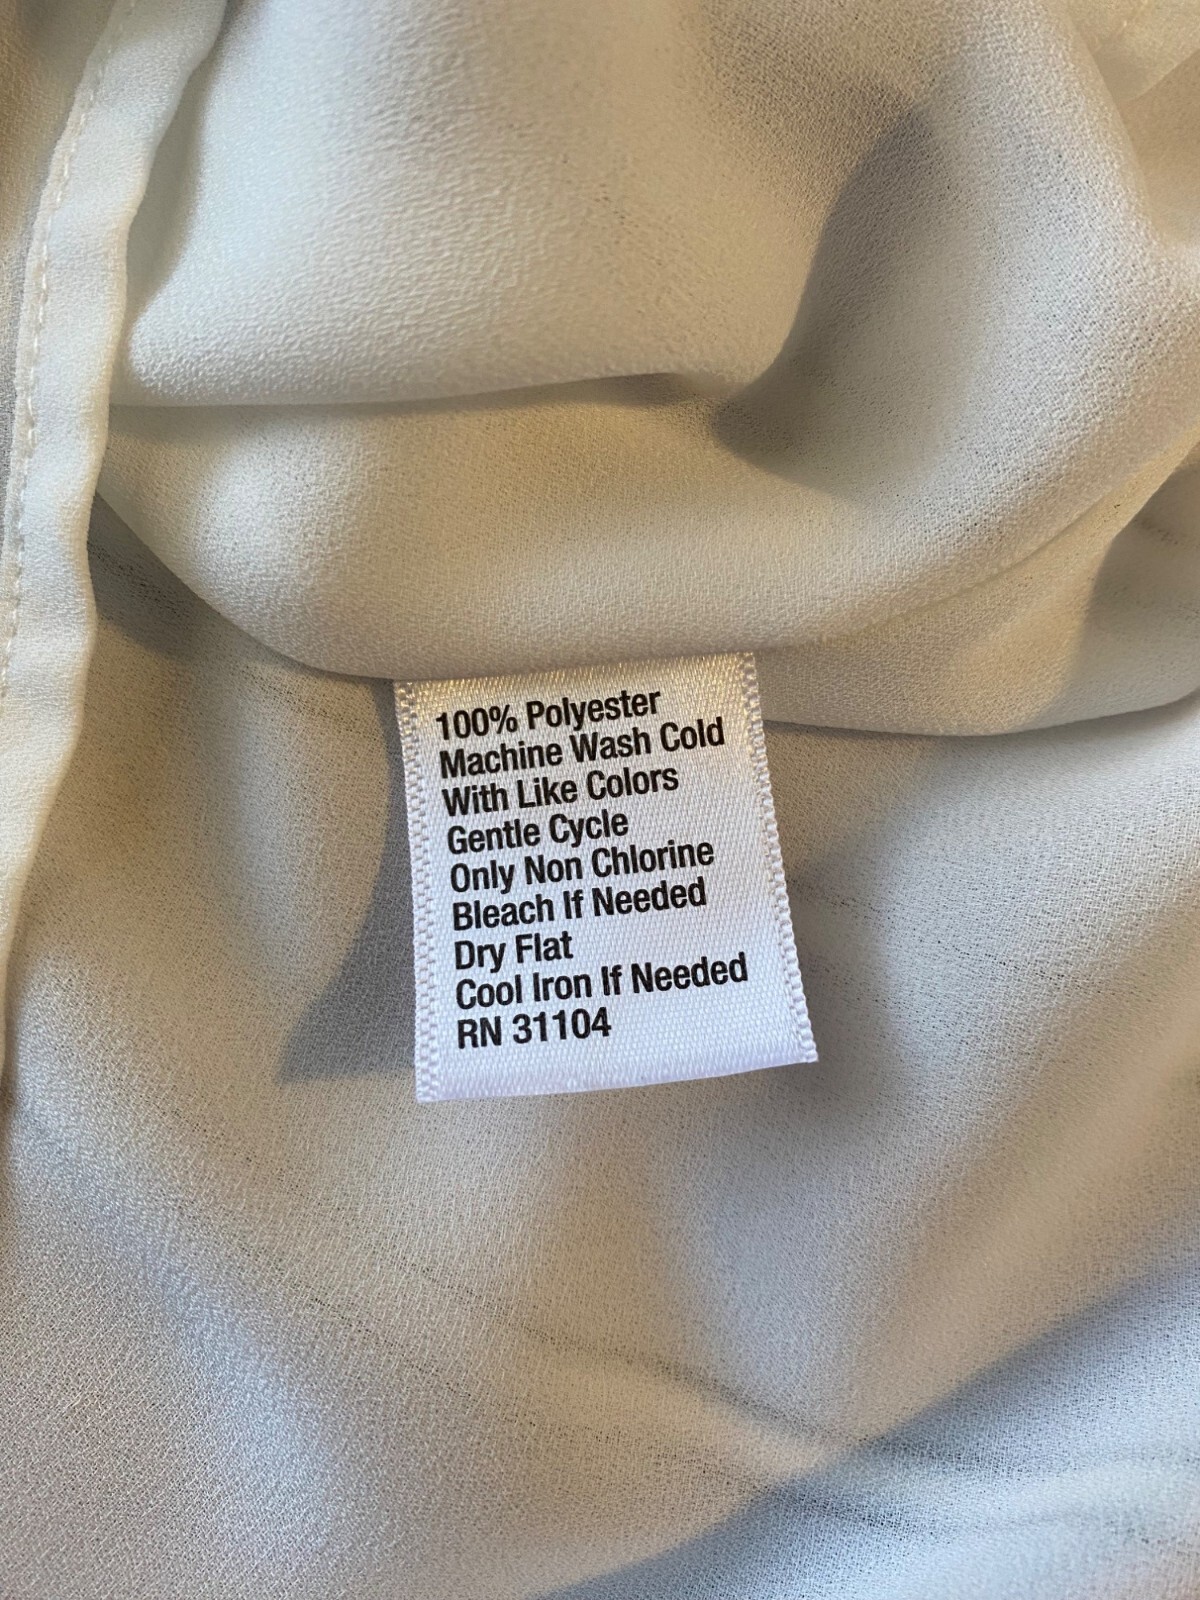 100% Polyester
Machine Wash Cold
With Like Colors
Gentle Cycle
Only Non Chlorine
Bleach If Needed
Dry Flat
Cool Iron If Needed
RN 31104